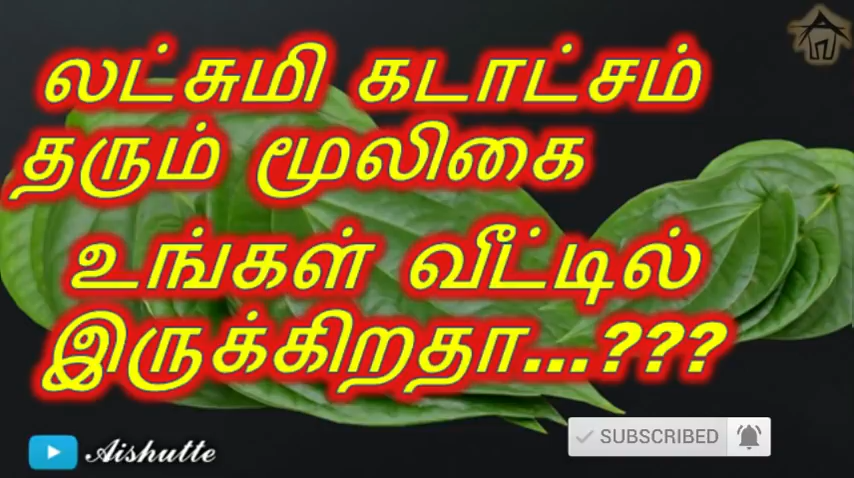 லட்சுமி கடாட்சம்
தரும் மூலிகை
உங்கள் வீட்டில்
இருக்கிறதா...???
SUBSCRIBED
Aishutte